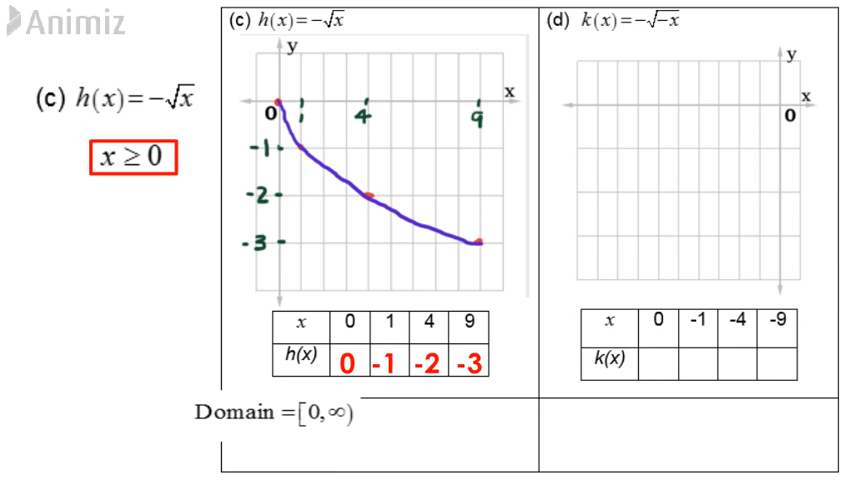 Animiz
(c) h(x)=-√x
x ≥ 0
(c) h(x)=-√x
y
x
0
1 4 9
-1
-2
-3
x 0 1 4 9
h(x) 0 -1 -2 -3
Domain =[0,∞)
(d) k(x)=-√-x
y
x
0
x 0 -1 -4 -9
k(x)